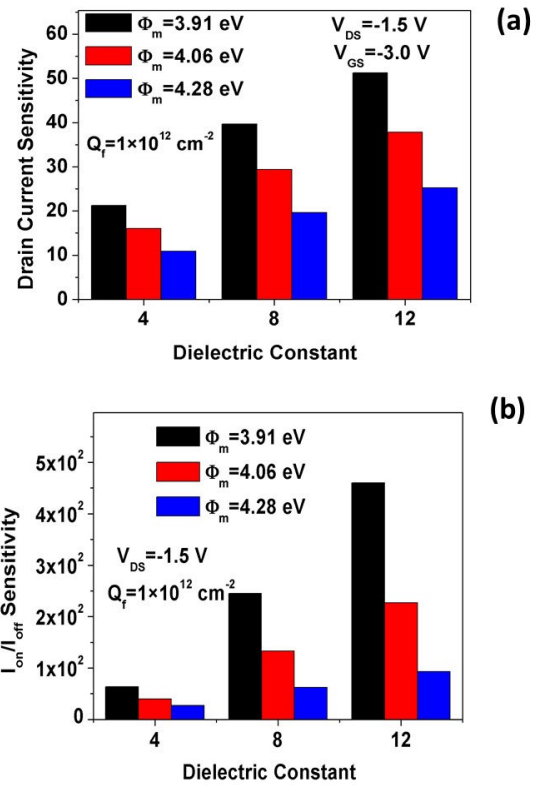 (a)
Φm=3.91 eV
Φm=4.06 eV
Φm=4.28 eV
VDS=-1.5 V
VGS=-3.0 V
Qf=1×10^12 cm^-2
Drain Current Sensitivity
60
50
40
30
20
10
0
4
8
12
Dielectric Constant
(b)
Φm=3.91 eV
Φm=4.06 eV
Φm=4.28 eV
VDS=-1.5 V
Qf=1×10^12 cm^-2
Ion/Ioff Sensitivity
5x10^2
4x10^2
3x10^2
2x10^2
1x10^2
0
4
8
12
Dielectric Constant